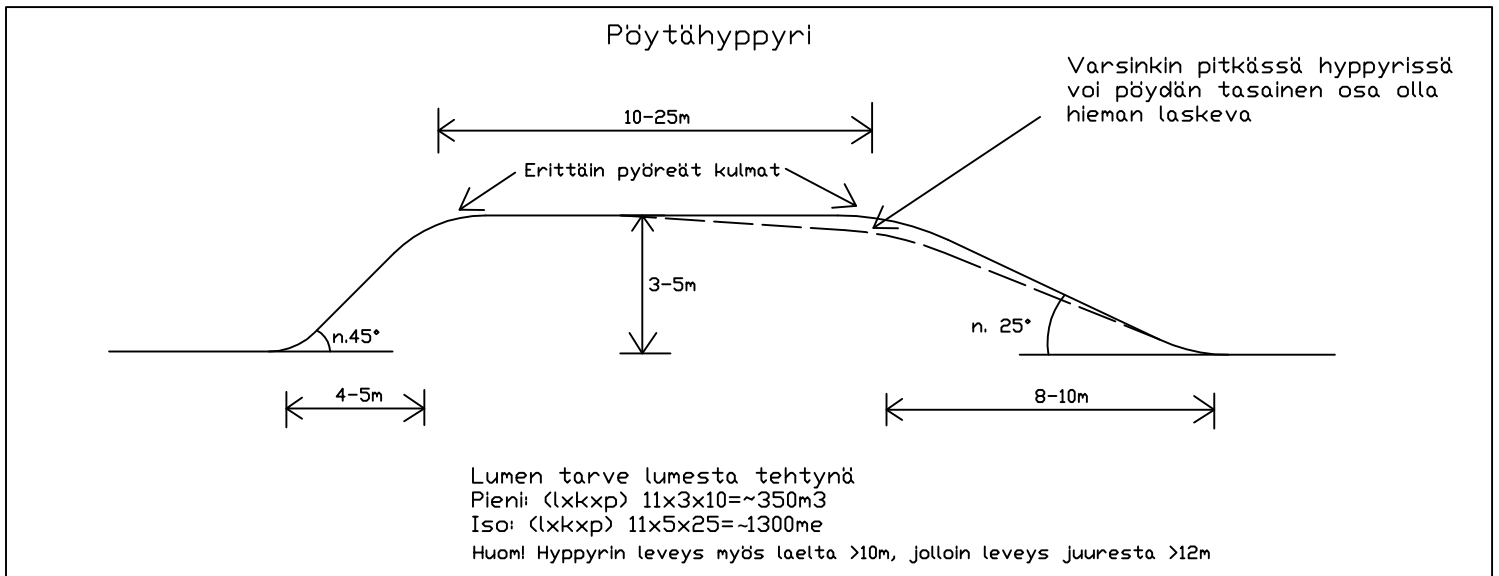 Pöytähyppyri
Varsinkin pitkässä hyppyrissä
voi pöydän tasainen osa olla
hieman laskeva
10-25m
Erittäin pyöreät kulmat
3-5m
n.45°
n. 25°
4-5m
8-10m
Lumen tarve lumesta tehtynä
Pieni: (lxkxp) 11x3x10=~350m3
Iso: (lxkxp) 11x5x25=~1300me
Huom! Hyppyrin leveys myös laelta >10m, jolloin leveys juuresta >12m